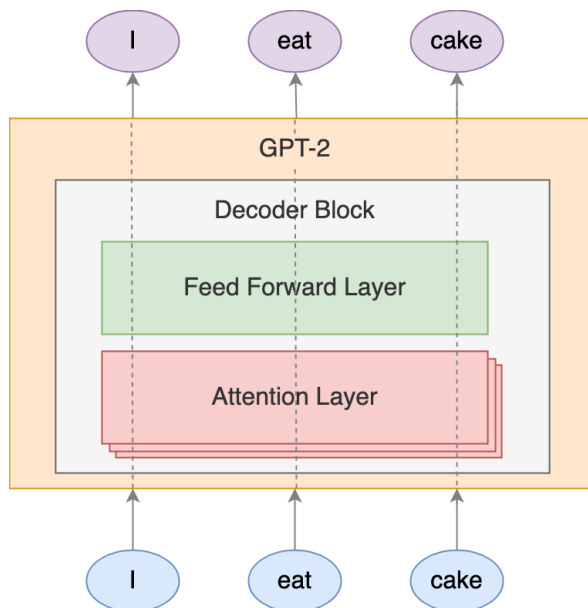 I eat cake
GPT-2
Decoder Block
Feed Forward Layer
Attention Layer
I eat cake